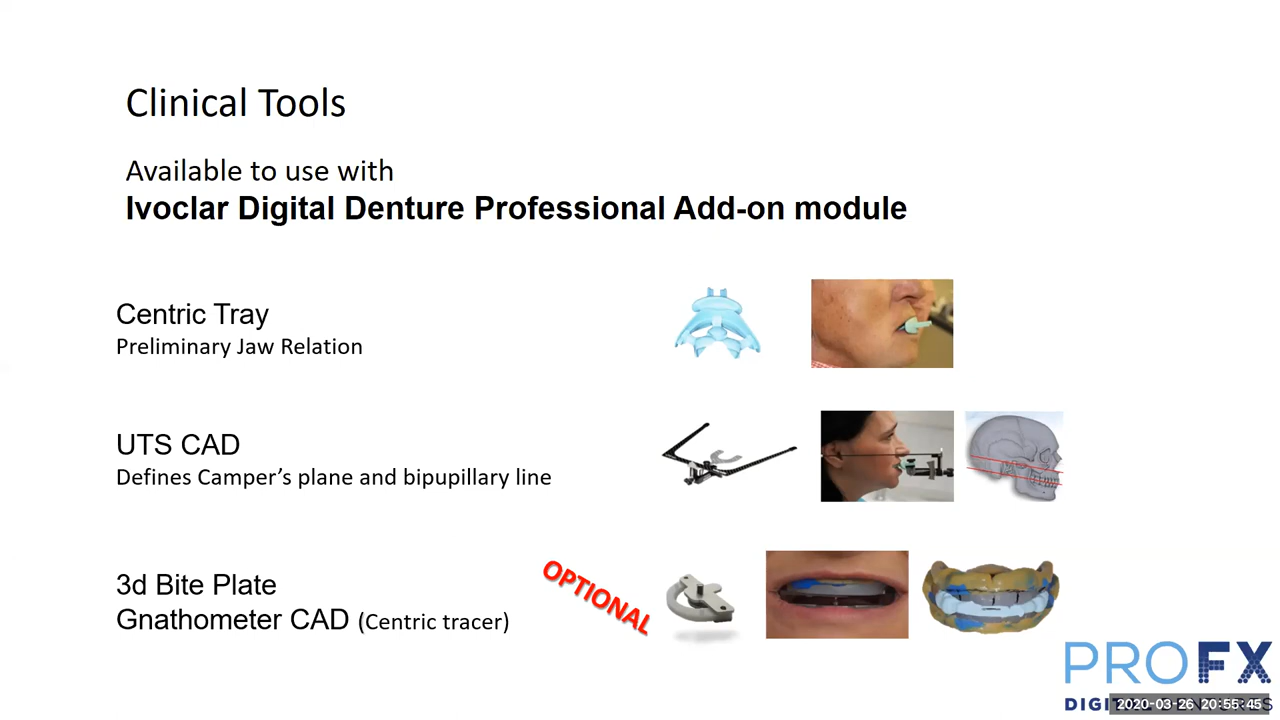 Clinical Tools
Available to use with
Ivoclar Digital Denture Professional Add-on module
Centric Tray
Preliminary Jaw Relation
UTS CAD
Defines Camper's plane and bipupillary line
3d Bite Plate
Gnathometer CAD (Centric tracer)
OPTIONAL
PROFX
DIGITAL DENTURES
2020-03-26 20:55:45